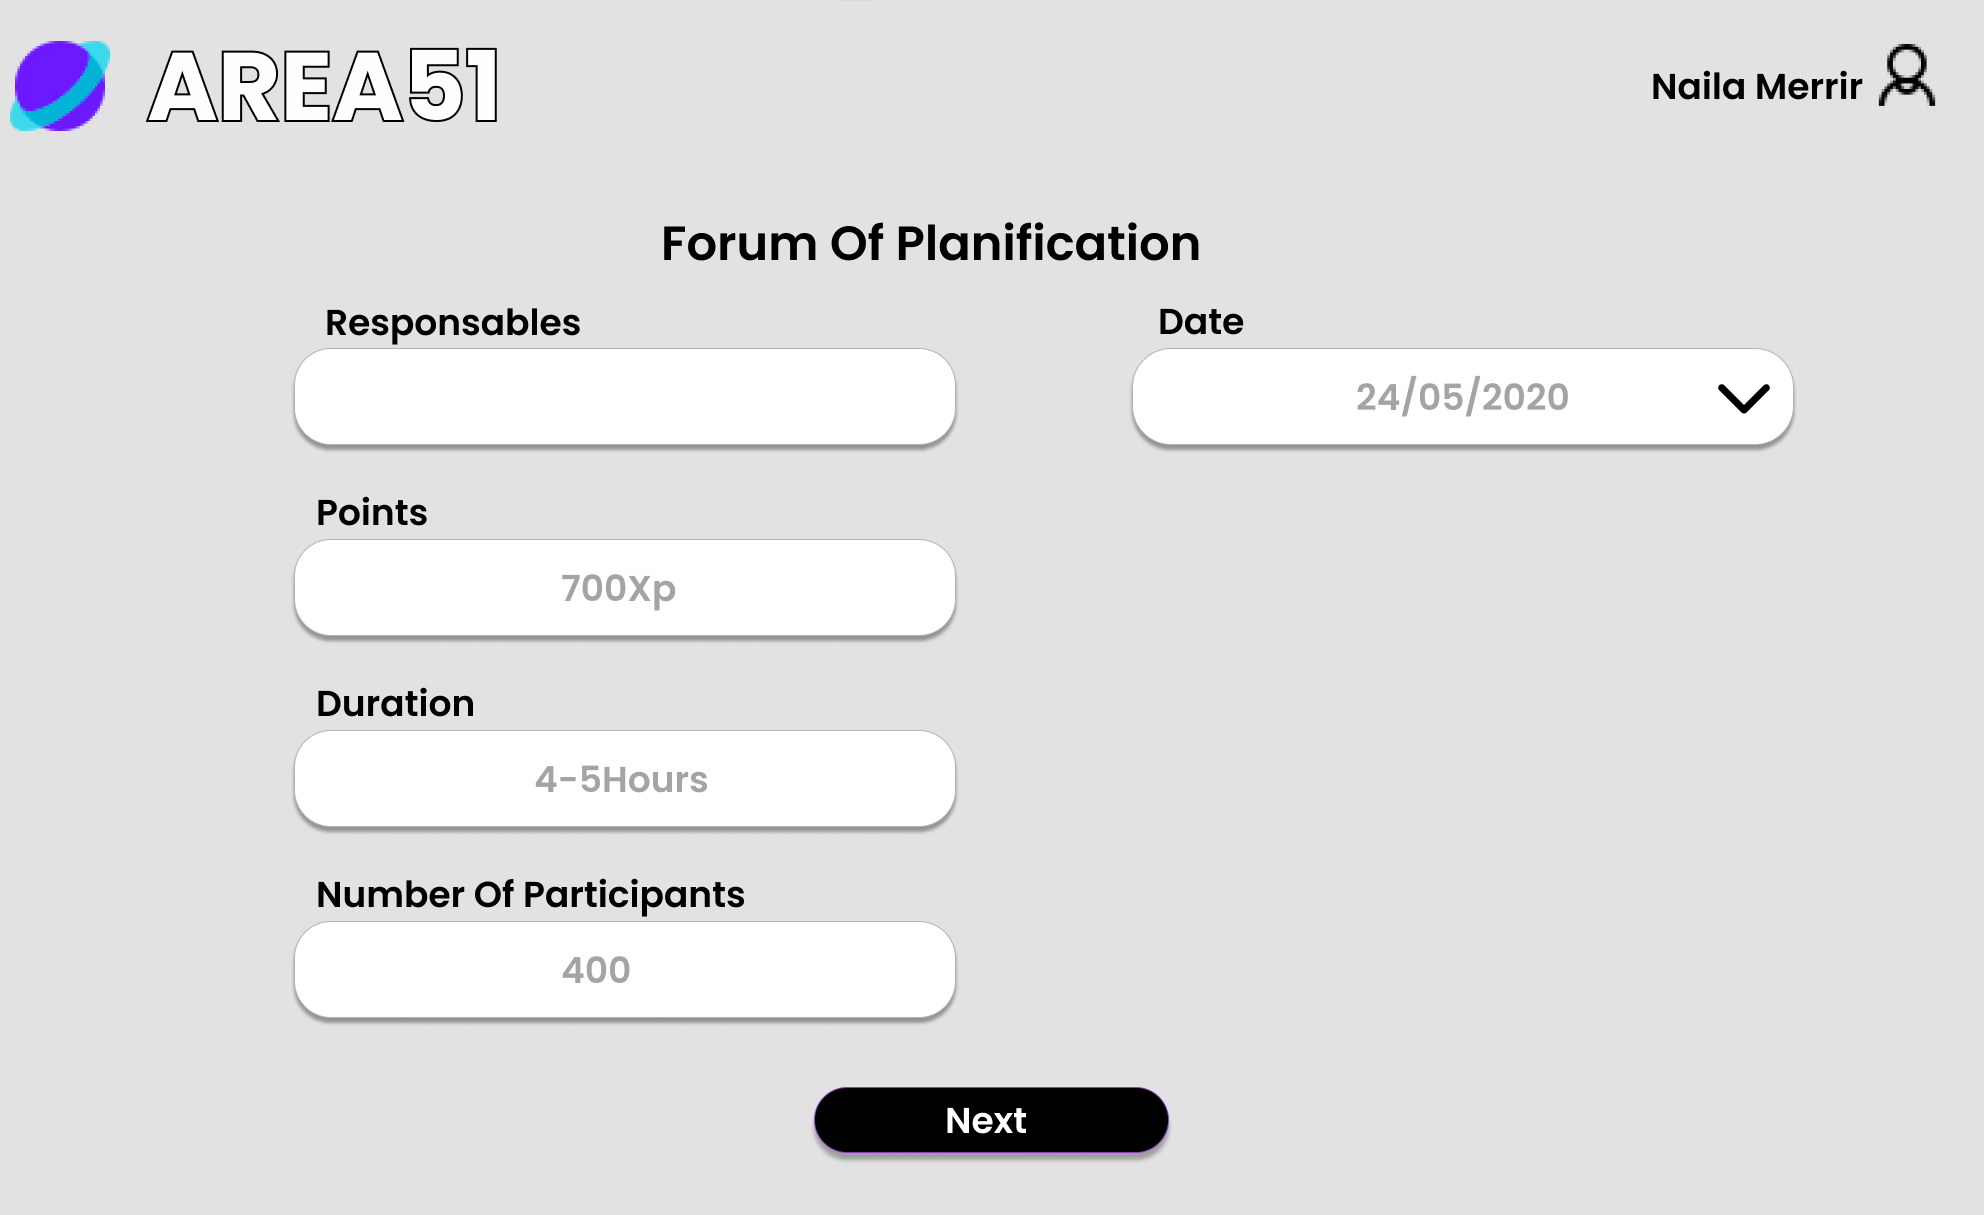 AREA51
Naila Merrir
Forum Of Planification
Responsables
Date
24/05/2020
Points
700Xp
Duration
4-5Hours
Number Of Participants
400
Next